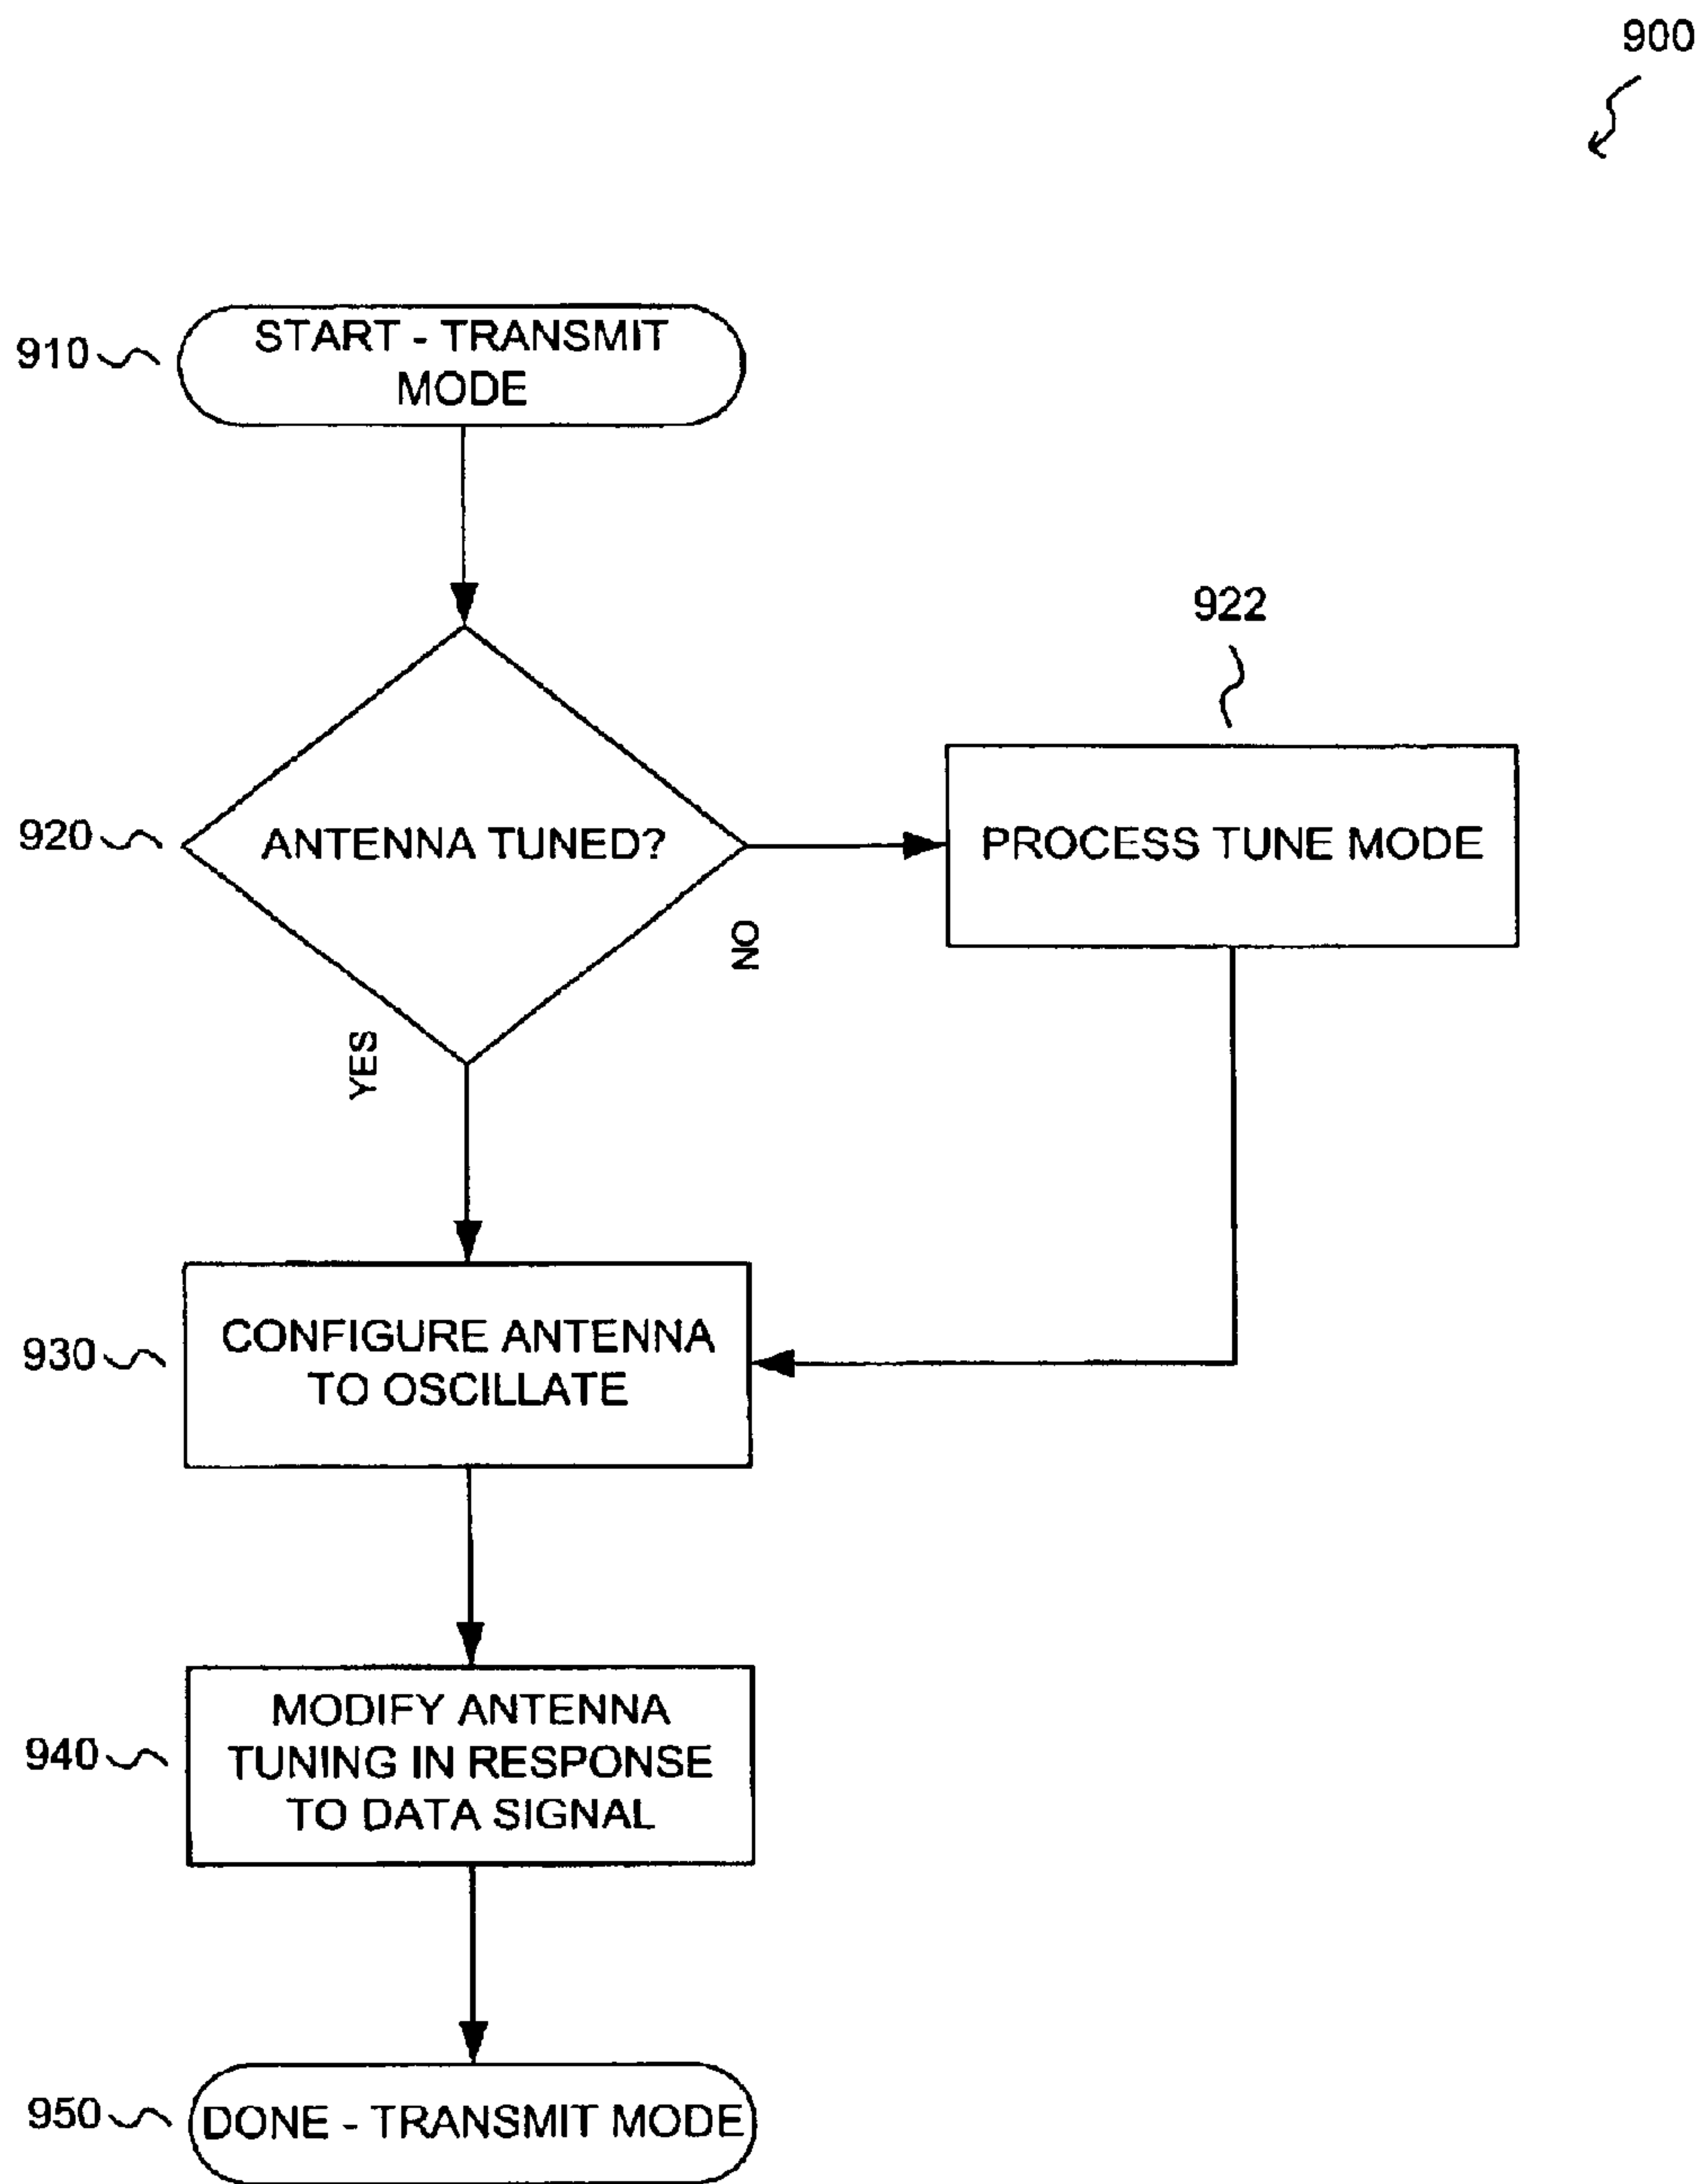 900
910
START - TRANSMIT
MODE
922
920
ANTENNA TUNED?
PROCESS TUNE MODE
NO
YES
930
CONFIGURE ANTENNA
TO OSCILLATE
940
MODIFY ANTENNA
TUNING IN RESPONSE
TO DATA SIGNAL
950
DONE - TRANSMIT MODE